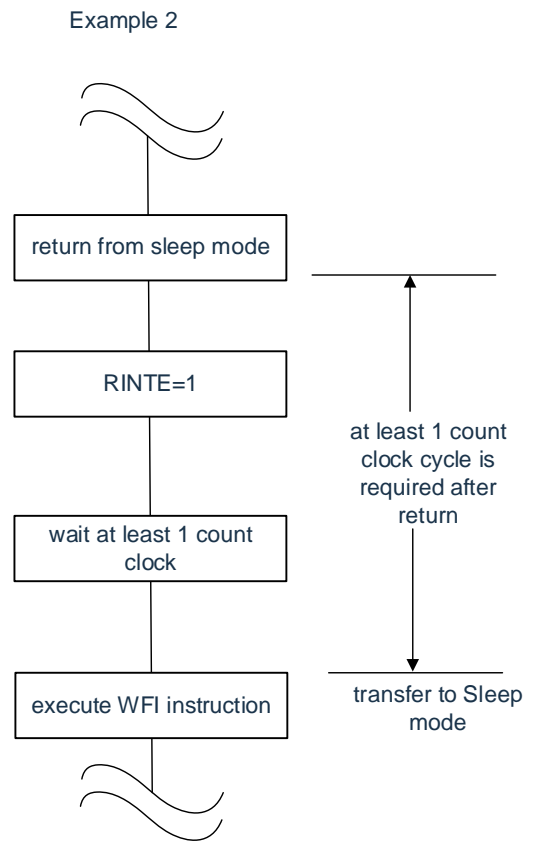 Example 2
return from sleep mode
RINTE=1
at least 1 count
clock cycle is
required after
return
wait at least 1 count
clock
execute WFI instruction
transfer to Sleep
mode